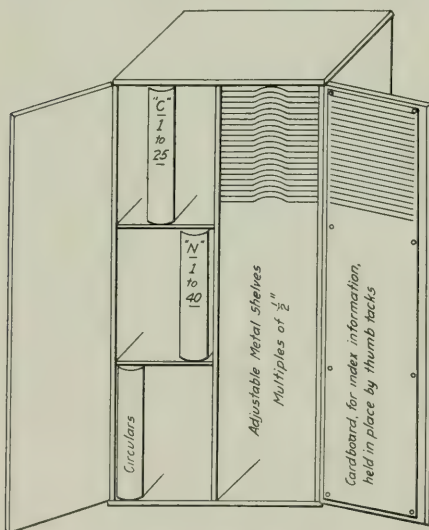 "C"
1
to
25
"N"
1
to
40
Circulars
Adjustable Metal Shelves
Multiples of ½"
Cardboard, for index information,
held in place by thumb tacks